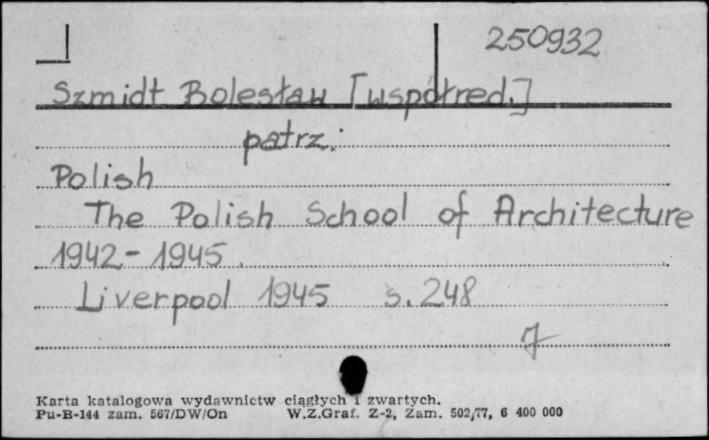 250932
Szmidt Bolesław [współred.]
patrz:
Polish
The Polish School of Architecture
1942-1945.
Liverpool 1945 s. 248
Karta katalogowa wydawnictw ciągłych i zwartych.
Pu-B-144 zam. 567/DW/On W.Z.Graf. Z-2, Zam. 502/77, 6 400 000